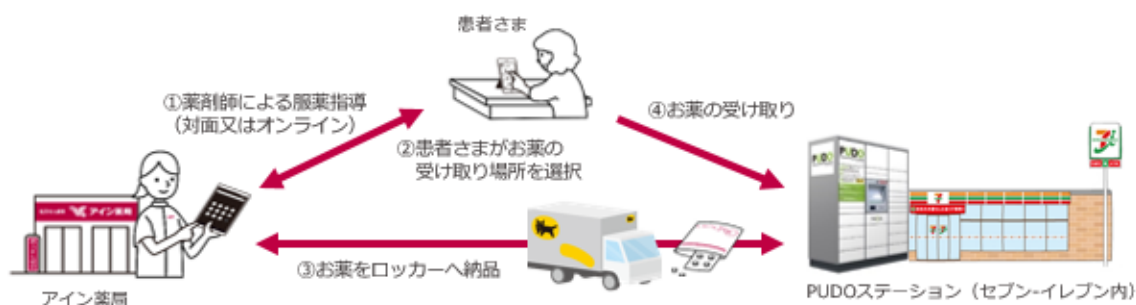 患者さま
①薬剤師による服薬指導
（対面又はオンライン）
②患者さまがお薬の
受け取り場所を選択
④お薬の受け取り
PUDO
PUDO
アイン薬局
③お薬をロッカーへ納品
アイン薬局
PUDOステーション（セブン-イレブン内）